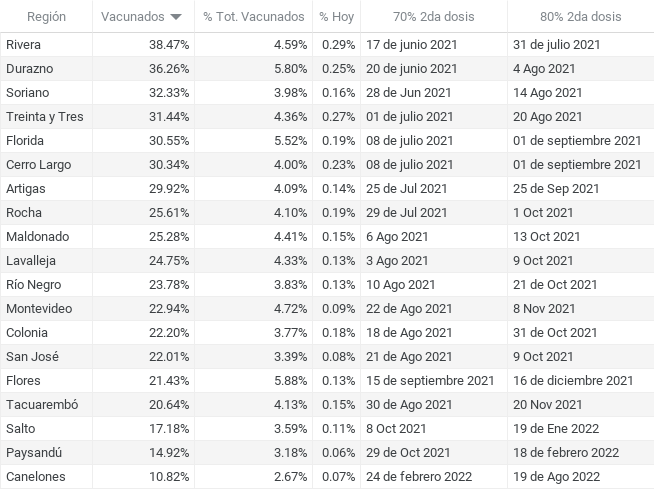 Región Vacunados % Tot. Vacunados % Hoy 70% 2da dosis 80% 2da dosis
Rivera 38.47% 4.59% 0.29% 17 de junio 2021 31 de julio 2021
Durazno 36.26% 5.80% 0.25% 20 de junio 2021 4 Ago 2021
Soriano 32.33% 3.98% 0.16% 28 de Jun 2021 14 Ago 2021
Treinta y Tres 31.44% 4.36% 0.27% 01 de julio 2021 20 Ago 2021
Florida 30.55% 5.52% 0.19% 08 de julio 2021 01 de septiembre 2021
Cerro Largo 30.34% 4.00% 0.23% 08 de julio 2021 01 de septiembre 2021
Artigas 29.92% 4.09% 0.14% 25 de Jul 2021 25 de Sep 2021
Rocha 25.61% 4.10% 0.19% 29 de Jul 2021 1 Oct 2021
Maldonado 25.28% 4.41% 0.15% 6 Ago 2021 13 Oct 2021
Lavalleja 24.75% 4.33% 0.13% 3 Ago 2021 9 Oct 2021
Río Negro 23.78% 3.83% 0.13% 10 Ago 2021 21 de Oct 2021
Montevideo 22.94% 4.72% 0.09% 22 de Ago 2021 8 Nov 2021
Colonia 22.20% 3.77% 0.18% 18 de Ago 2021 31 de Oct 2021
San José 22.01% 3.39% 0.08% 21 de Ago 2021 9 Oct 2021
Flores 21.43% 5.88% 0.13% 15 de septiembre 2021 16 de diciembre 2021
Tacuarembó 20.64% 4.13% 0.15% 30 de Ago 2021 20 Nov 2021
Salto 17.18% 3.59% 0.11% 8 Oct 2021 19 de Ene 2022
Paysandú 14.92% 3.18% 0.06% 29 de Oct 2021 18 de febrero 2022
Canelones 10.82% 2.67% 0.07% 24 de febrero 2022 19 de Ago 2022